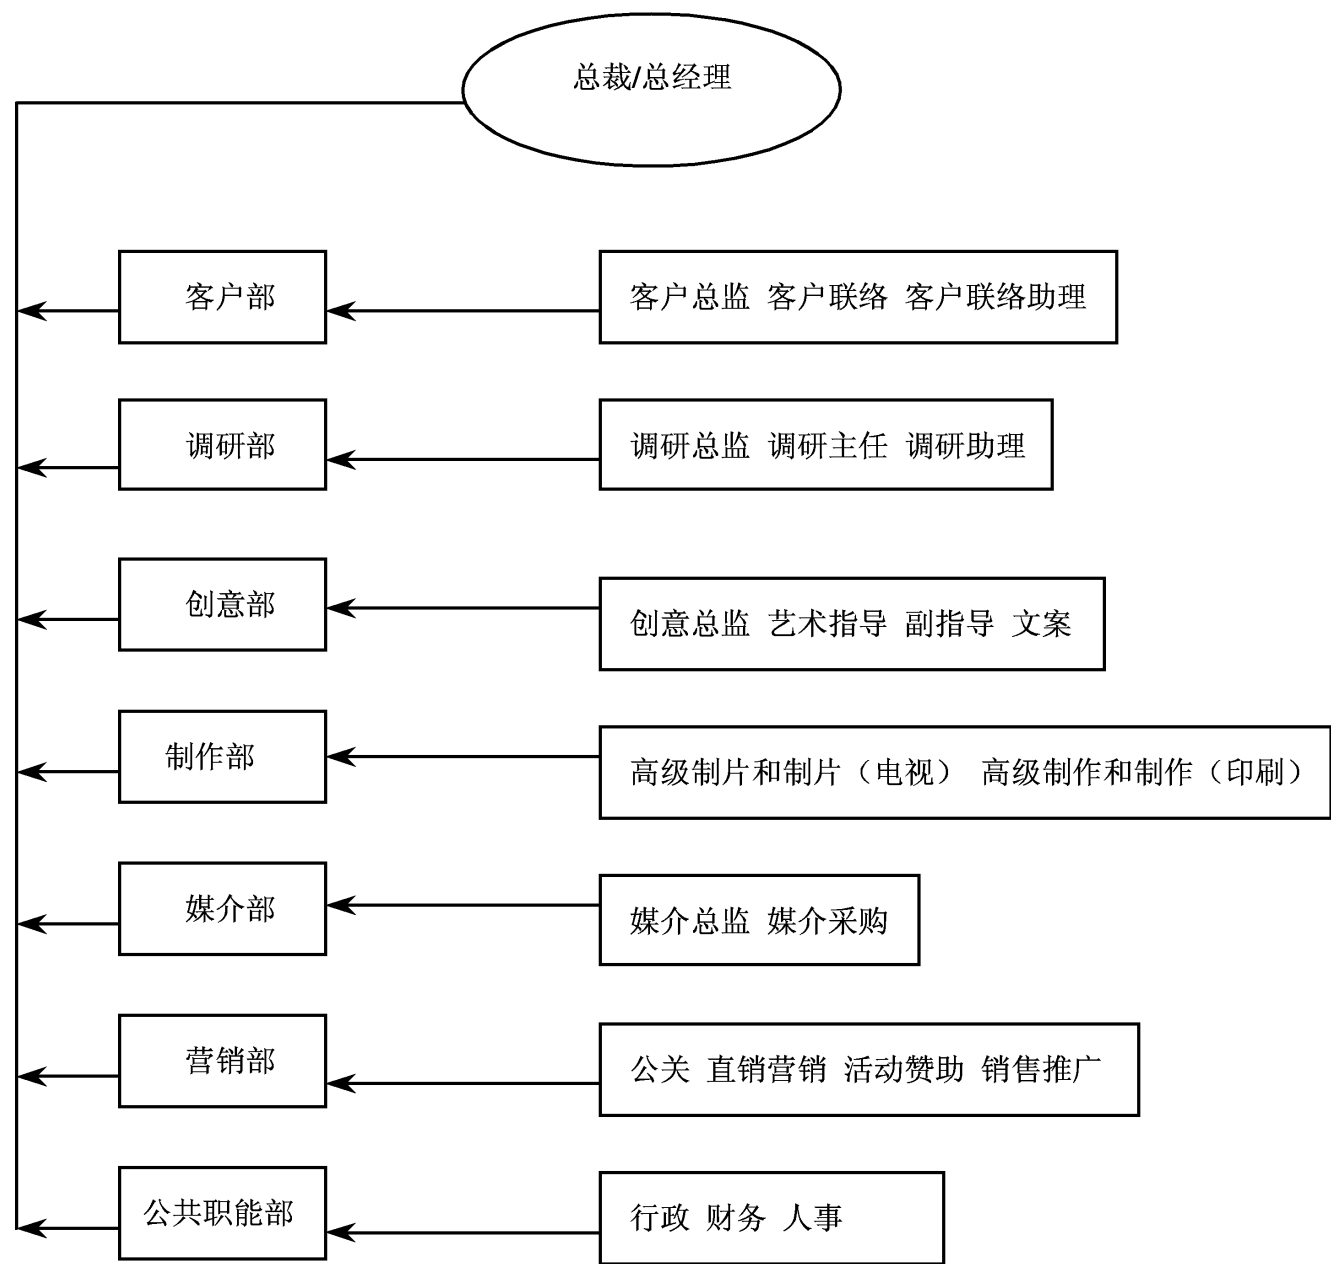 总裁/总经理
客户部
客户总监 客户联络 客户联络助理
调研部
调研总监 调研主任 调研助理
创意部
创意总监 艺术指导 副指导 文案
制作部
高级制片和制片（电视） 高级制作和制作（印刷）
媒介部
媒介总监 媒介采购
营销部
公关 直销营销 活动赞助 销售推广
公共职能部
行政 财务 人事